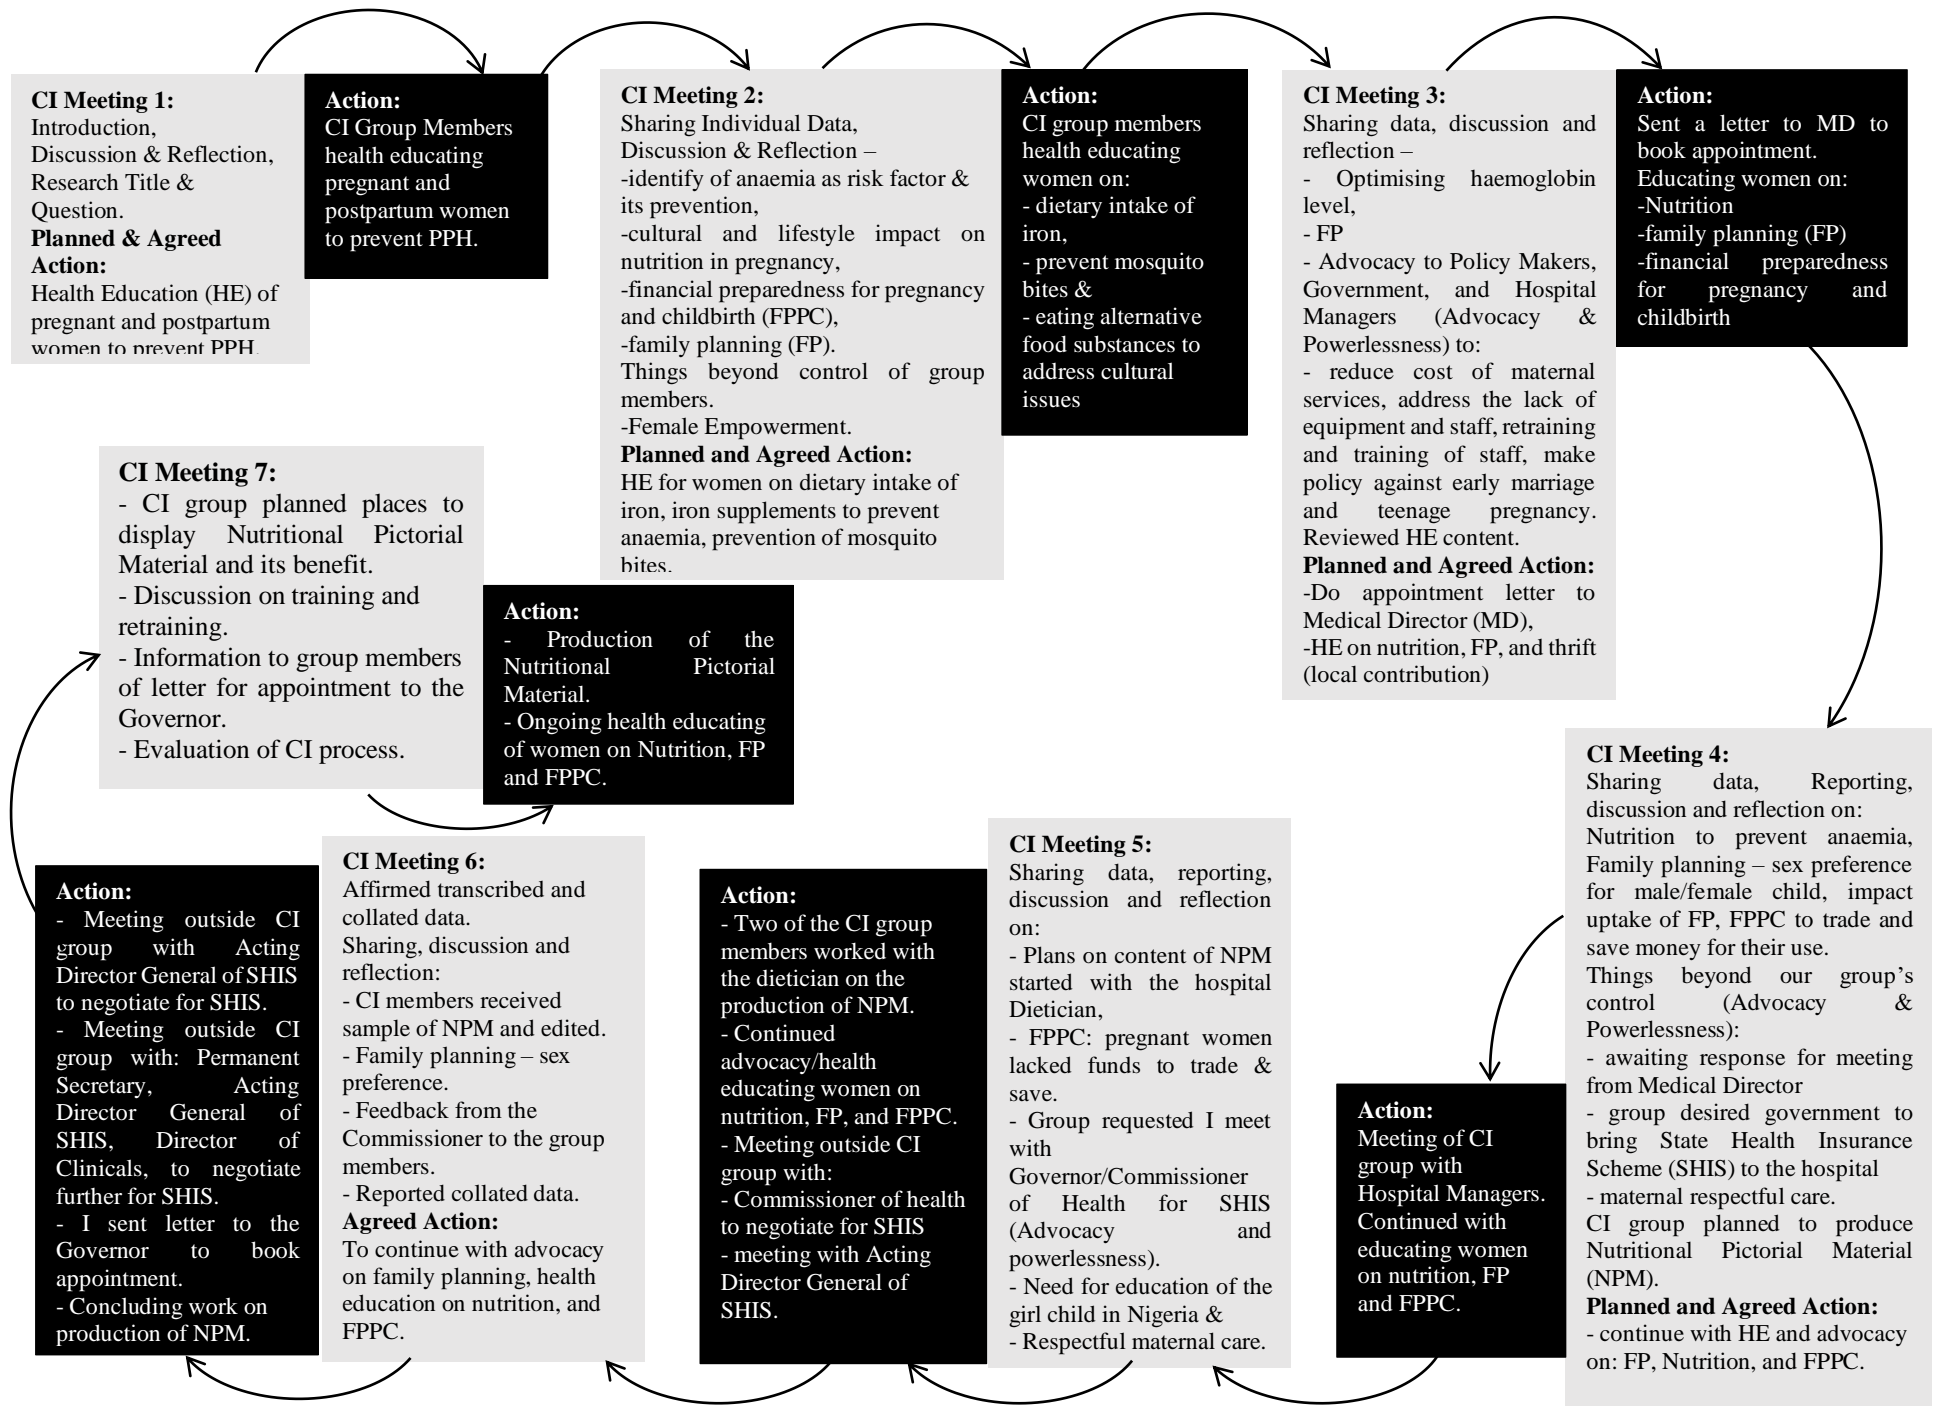 CI Meeting 1:
Introduction,
Discussion & Reflection,
Research Title &
Question.
Planned & Agreed
Action:
Health Education (HE) of
pregnant and postpartum
women to prevent PPH.
Action:
CI Group Members
health educating
pregnant and
postpartum women
to prevent PPH.
CI Meeting 2:
Sharing Individual Data,
Discussion & Reflection –
-identify of anaemia as risk factor &
its prevention,
-cultural and lifestyle impact on
nutrition in pregnancy,
-financial preparedness for pregnancy
and childbirth (FPPC),
-family planning (FP).
Things beyond control of group
members.
-Female Empowerment.
Planned and Agreed Action:
HE for women on dietary intake of
iron, iron supplements to prevent
anaemia, prevention of mosquito
bites.
Action:
CI group members
health educating
women on:
- dietary intake of
iron,
- prevent mosquito
bites &
- eating alternative
food substances to
address cultural
issues
CI Meeting 3:
Sharing data, discussion and
reflection –
- Optimising haemoglobin
level,
- FP
- Advocacy to Policy Makers,
Government, and Hospital
Managers (Advocacy &
Powerlessness) to:
- reduce cost of maternal
services, address the lack of
equipment and staff, retraining
and training of staff, make
policy against early marriage
and teenage pregnancy.
Reviewed HE content.
Planned and Agreed Action:
-Do appointment letter to
Medical Director (MD),
-HE on nutrition, FP, and thrift
(local contribution)
Action:
Sent a letter to MD to
book appointment.
Educating women on:
-Nutrition
-family planning (FP)
-financial preparedness
for pregnancy and
childbirth
CI Meeting 4:
Sharing data, Reporting,
discussion and reflection on:
Nutrition to prevent anaemia,
Family planning – sex preference
for male/female child, impact
uptake of FP, FPPC to trade and
save money for their use.
Things beyond our group's
control (Advocacy &
Powerlessness):
- awaiting response for meeting
from Medical Director
- group desired government to
bring State Health Insurance
Scheme (SHIS) to the hospital
- maternal respectful care.
CI group planned to produce
Nutritional Pictorial Material
(NPM).
Planned and Agreed Action:
- continue with HE and advocacy
on: FP, Nutrition, and FPPC.
Action:
Meeting of CI
group with
Hospital Managers.
Continued with
educating women
on nutrition, FP
and FPPC.
CI Meeting 5:
Sharing data, reporting,
discussion and reflection
on:
- Plans on content of NPM
started with the hospital
Dietician,
- FPPC: pregnant women
lacked funds to trade &
save.
- Group requested I meet
with
Governor/Commissioner
of Health for SHIS
(Advocacy and
powerlessness).
- Need for education of the
girl child in Nigeria &
- Respectful maternal care.
Action:
- Two of the CI group
members worked with
the dietician on the
production of NPM.
- Continued
advocacy/health
educating women on
nutrition, FP, and FPPC.
- Meeting outside CI
group with:
- Commissioner of health
to negotiate for SHIS
- meeting with Acting
Director General of
SHIS.
CI Meeting 6:
Affirmed transcribed and
collated data.
Sharing, discussion and
reflection:
- CI members received
sample of NPM and edited.
- Family planning – sex
preference.
- Feedback from the
Commissioner to the group
members.
- Reported collated data.
Agreed Action:
To continue with advocacy
on family planning, health
education on nutrition, and
FPPC.
Action:
- Meeting outside CI
group with Acting
Director General of SHIS
to negotiate for SHIS.
- Meeting outside CI
group with: Permanent
Secretary, Acting
Director General of
SHIS, Director of
Clinicals, to negotiate
further for SHIS.
- I sent letter to the
Governor to book
appointment.
- Concluding work on
production of NPM.
CI Meeting 7:
- CI group planned places to
display Nutritional Pictorial
Material and its benefit.
- Discussion on training and
retraining.
- Information to group members
of letter for appointment to the
Governor.
- Evaluation of CI process.
Action:
- Production of the
Nutritional Pictorial
Material.
- Ongoing health educating
of women on Nutrition, FP
and FPPC.